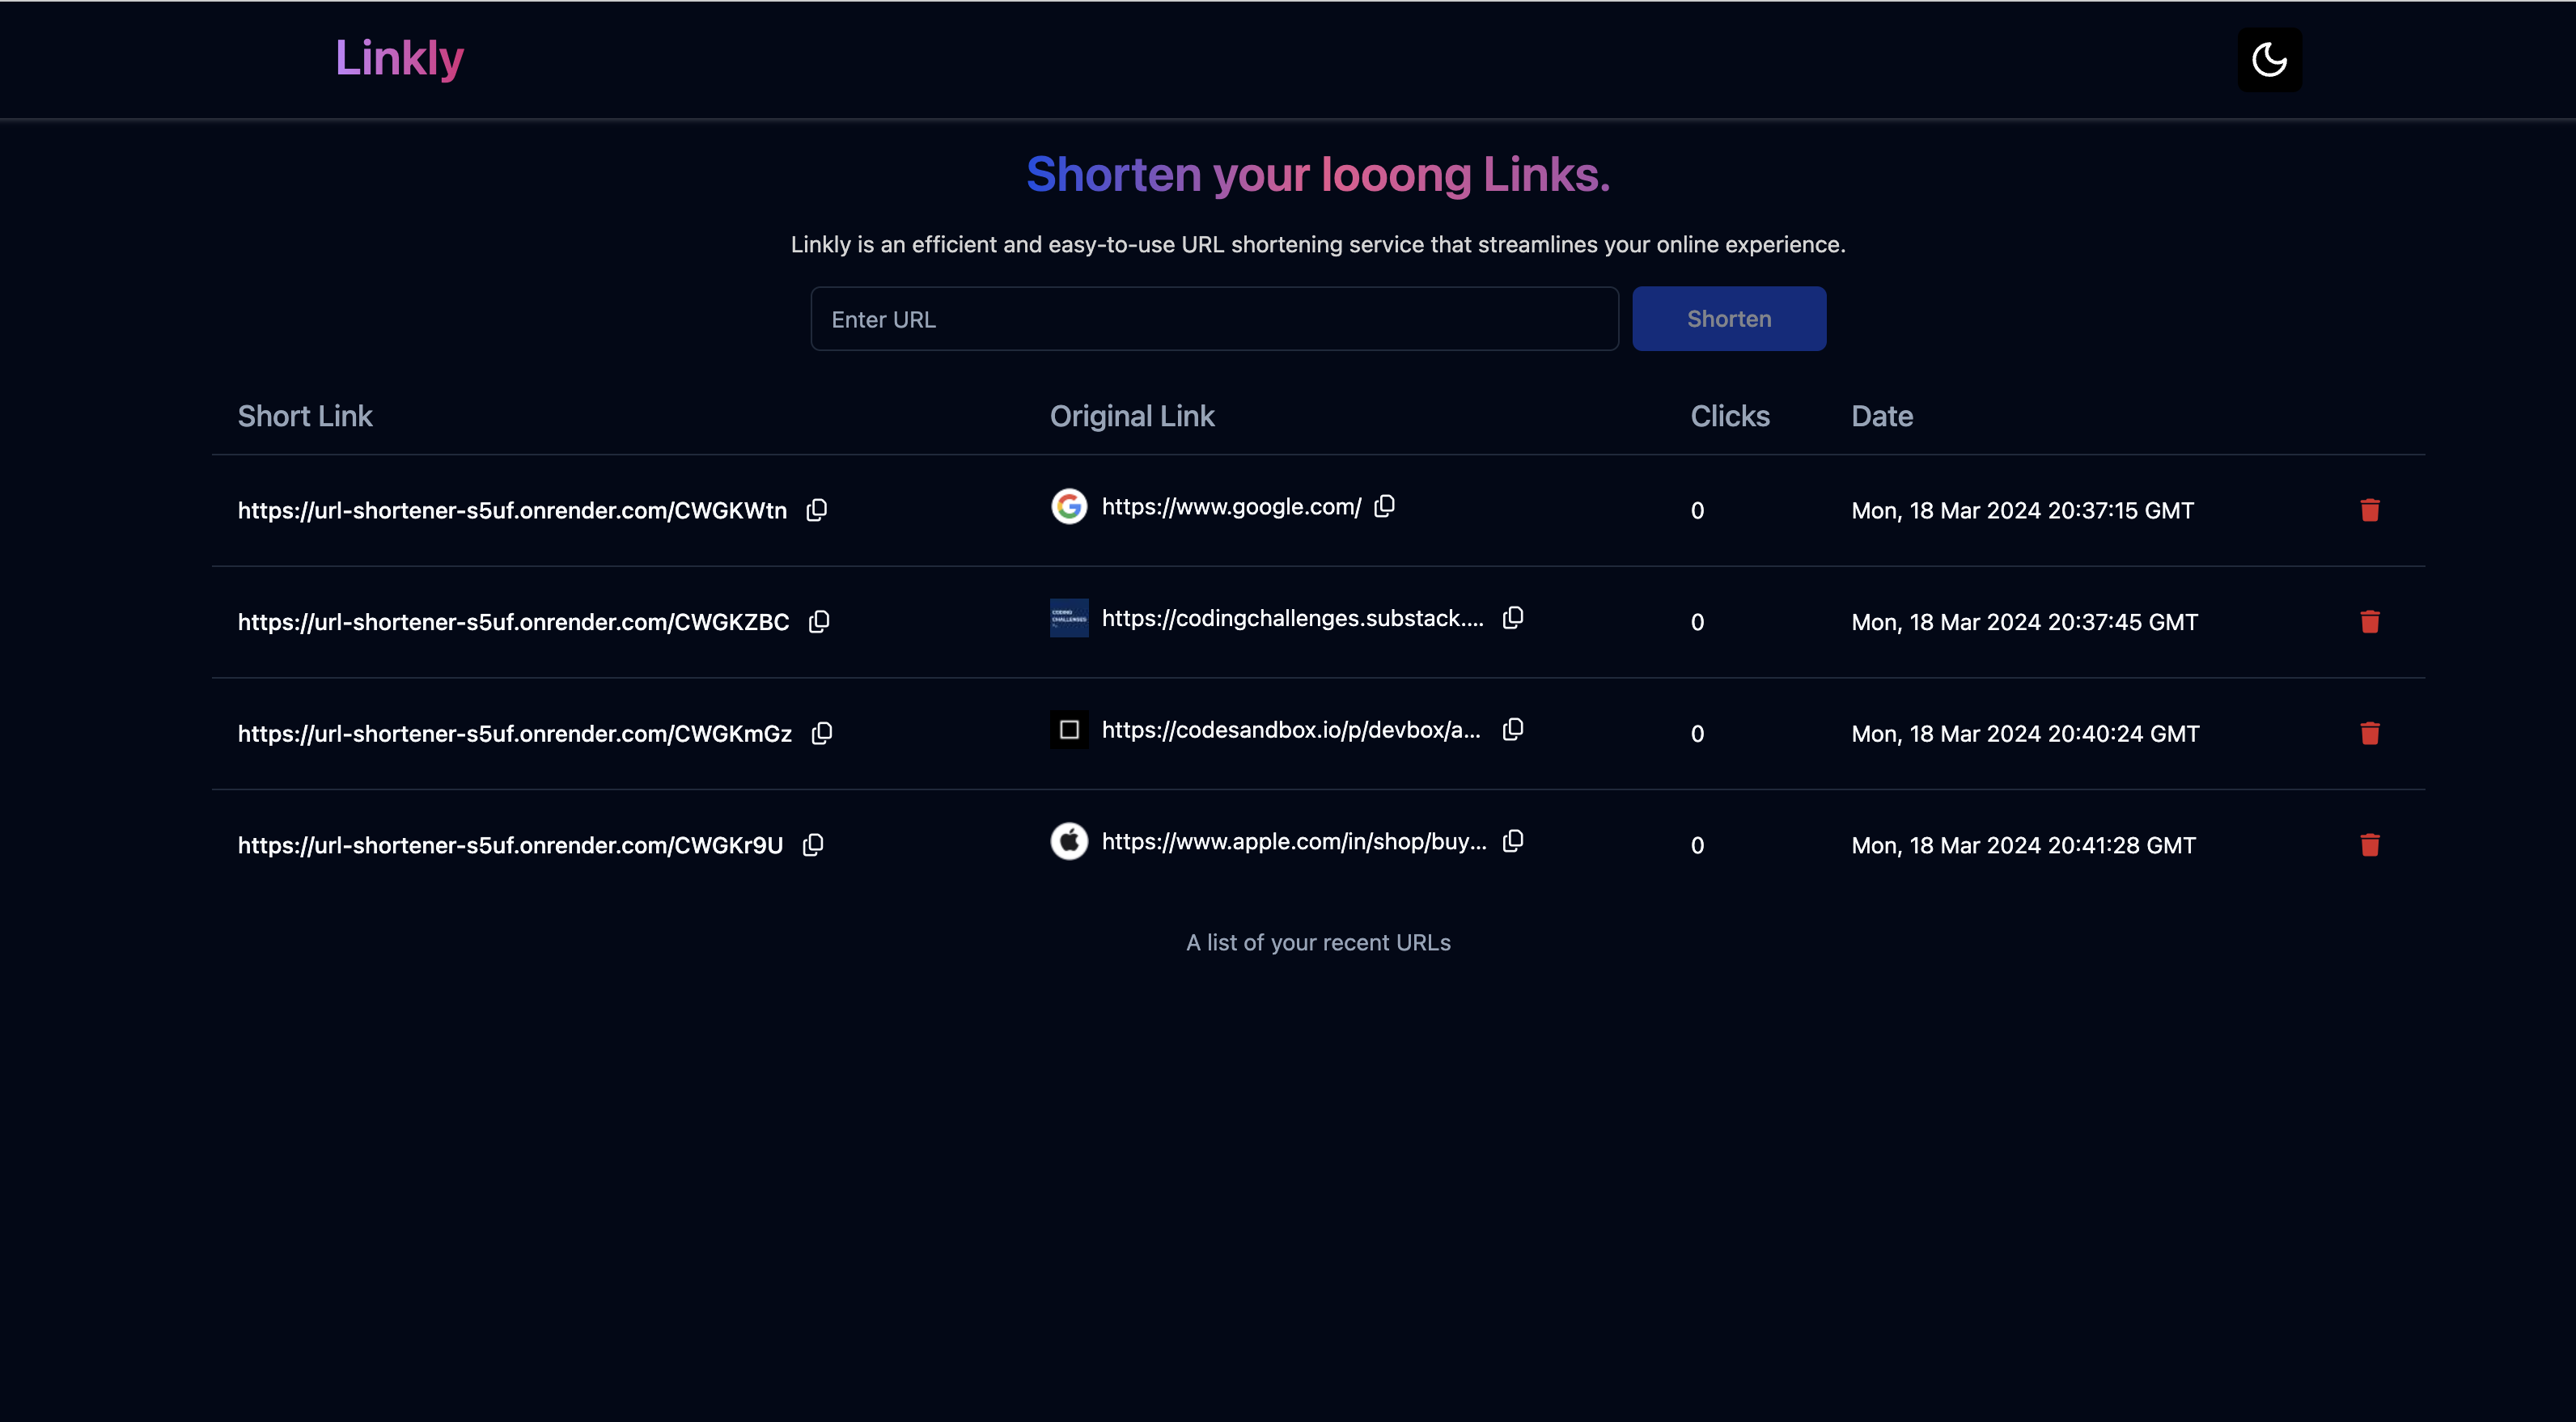 Linkly
Shorten your looong Links.
Linkly is an efficient and easy-to-use URL shortening service that streamlines your online experience.
Enter URL Shorten
Short Link Original Link Clicks Date
https://url-shortener-s5uf.onrender.com/CWGKWtn https://www.google.com/ 0 Mon, 18 Mar 2024 20:37:15 GMT
https://url-shortener-s5uf.onrender.com/CWGKZBC CODING CHALLENGES https://codingchallenges.substack.... 0 Mon, 18 Mar 2024 20:37:45 GMT
https://url-shortener-s5uf.onrender.com/CWGKmGz https://codesandbox.io/p/devbox/a... 0 Mon, 18 Mar 2024 20:40:24 GMT
https://url-shortener-s5uf.onrender.com/CWGKr9U https://www.apple.com/in/shop/buy... 0 Mon, 18 Mar 2024 20:41:28 GMT
A list of your recent URLs